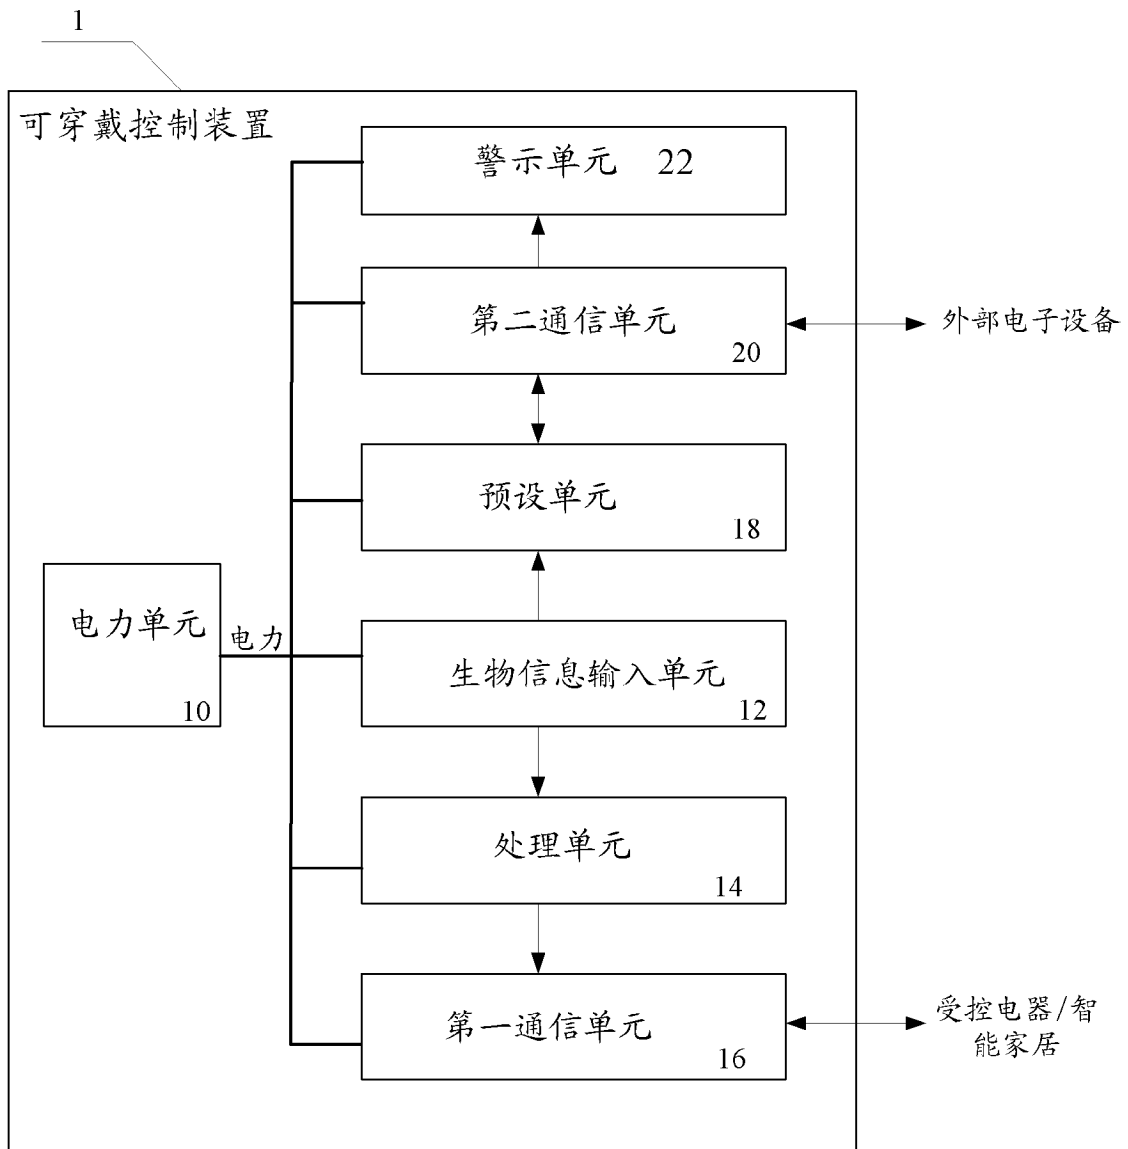 1
可穿戴控制装置
警示单元 22
第二通信单元
20
外部电子设备
预设单元
18
电力单元
10
电力
生物信息输入单元
12
处理单元
14
第一通信单元
16
受控电器/智
能家居